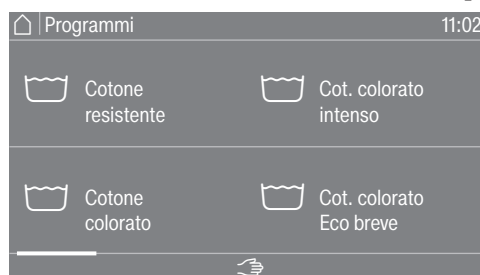 Programmi 11:02
Cotone
resistente
Cot. colorato
intenso
Cotone
colorato
Cot. colorato
Eco breve